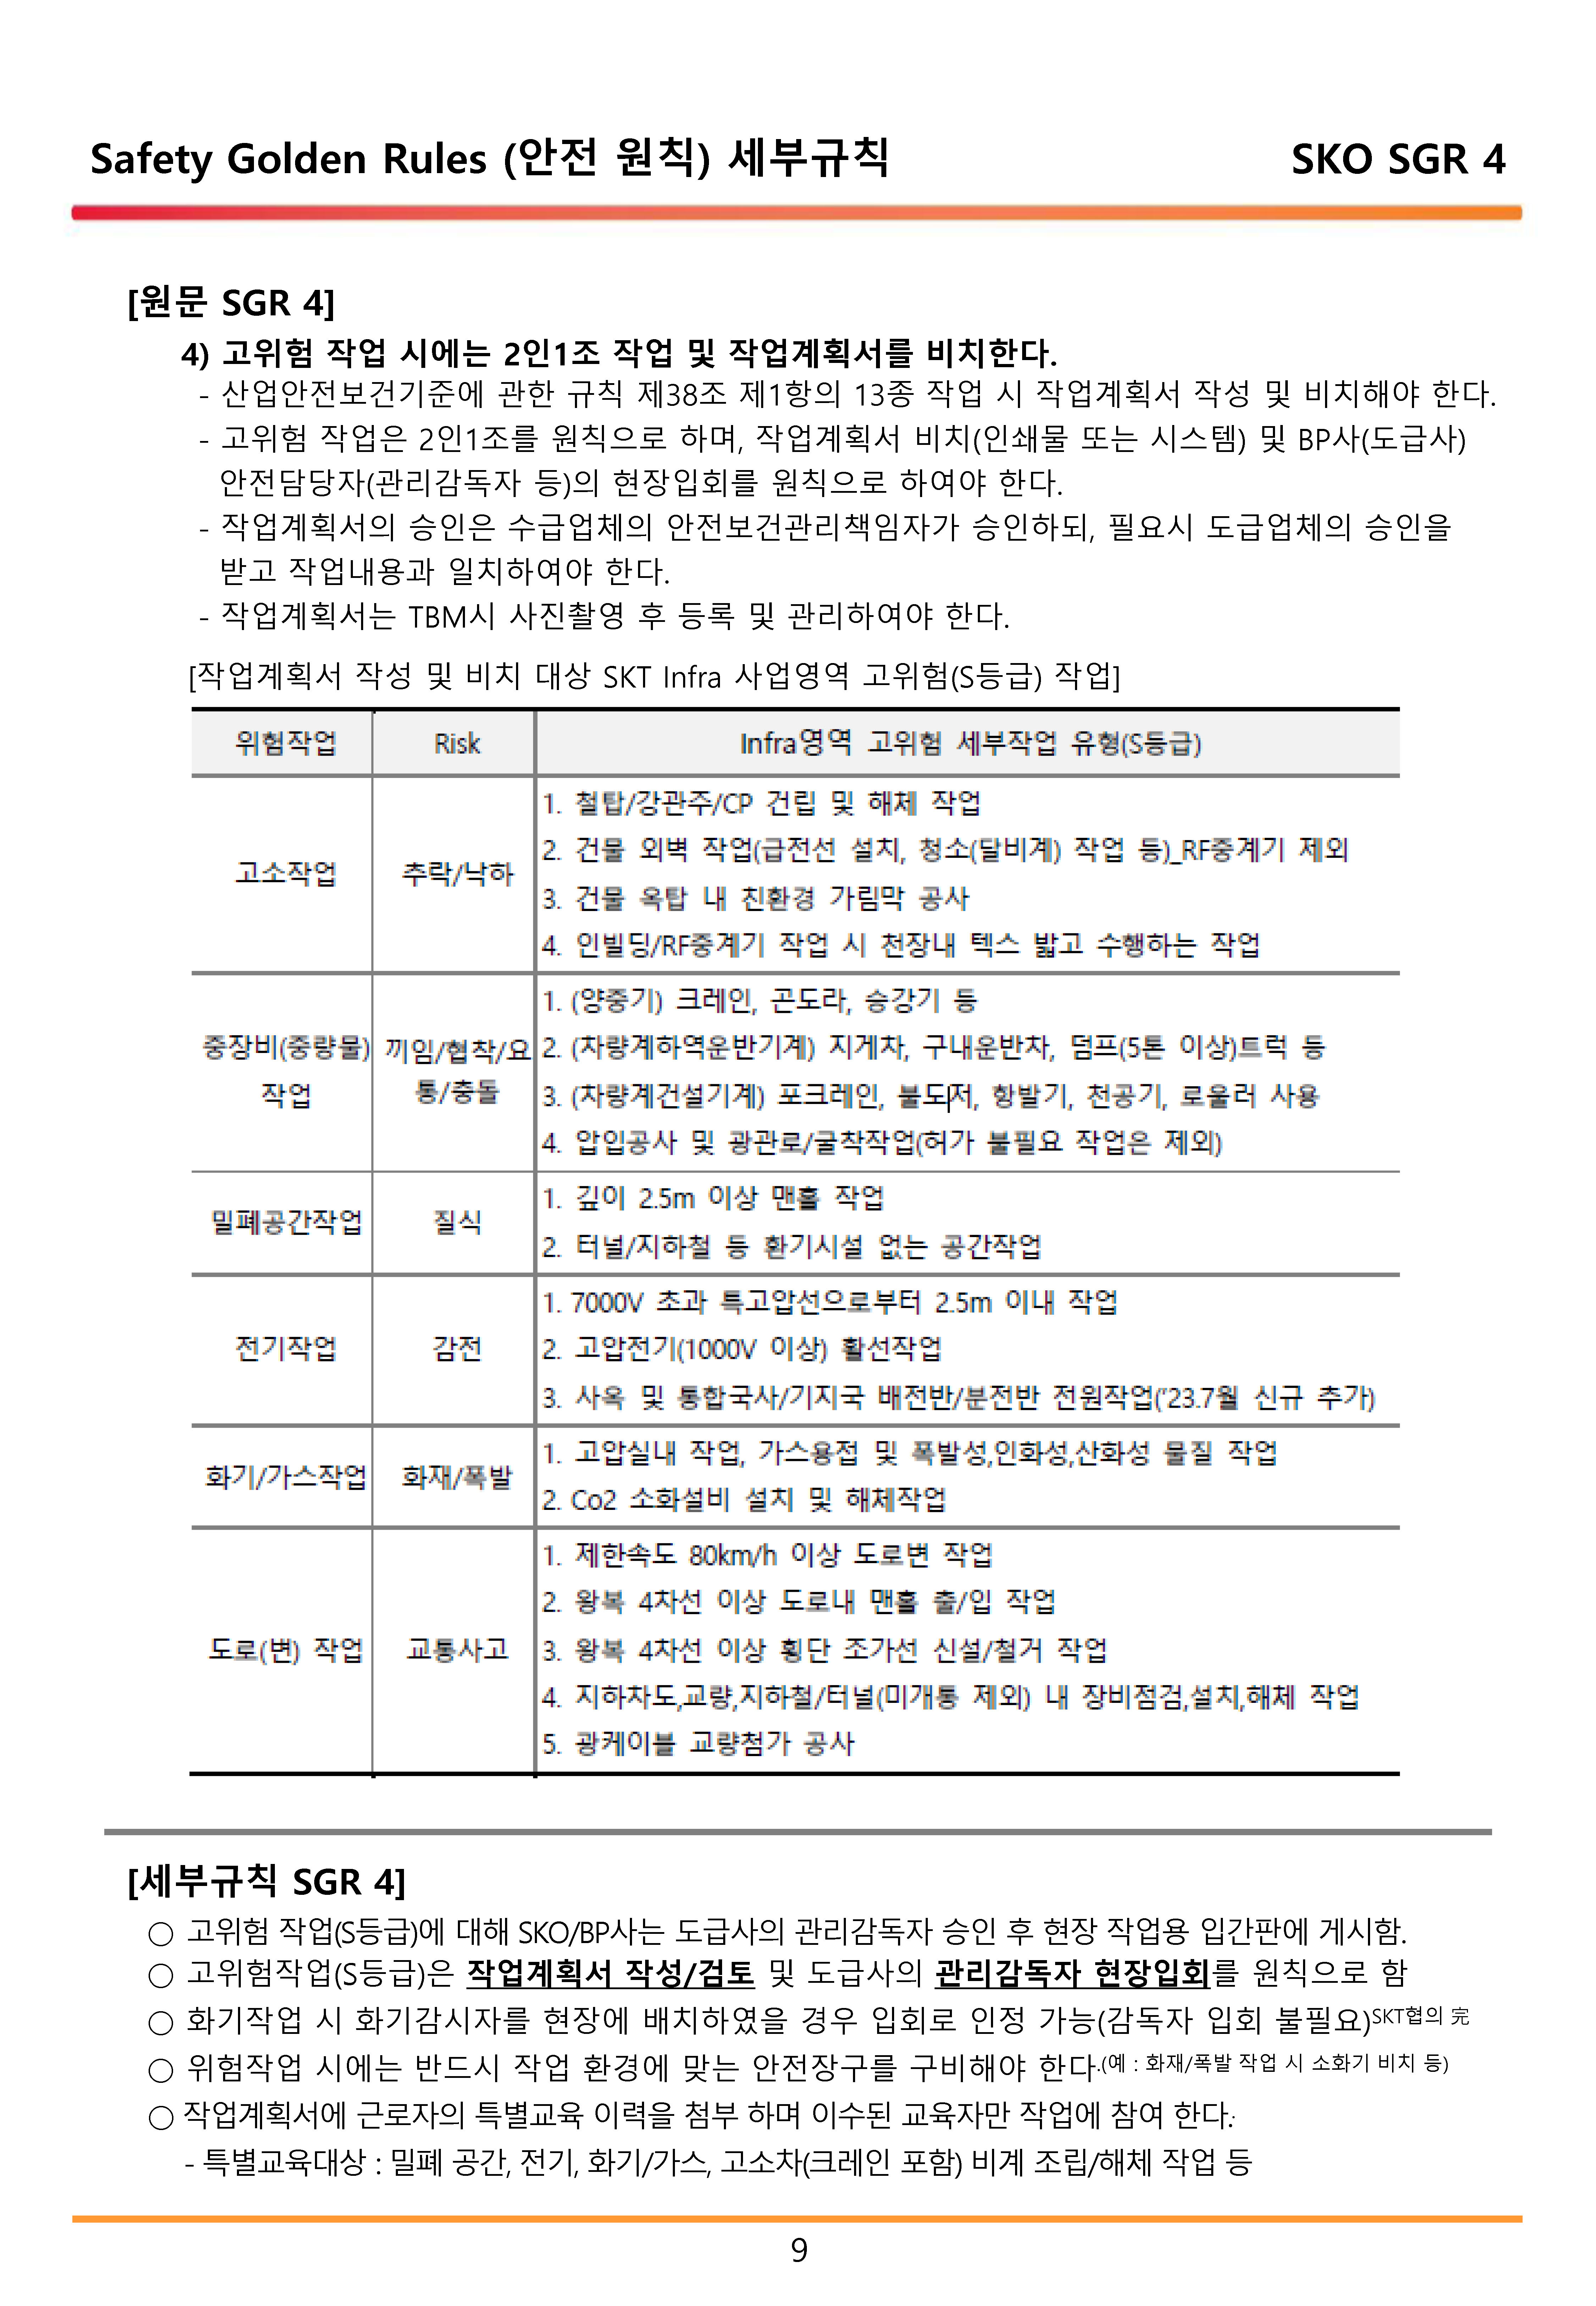 Safety Golden Rules (안전 원칙) 세부규칙
SKO SGR 4
[원문 SGR 4]
4) 고위험 작업 시에는 2인1조 작업 및 작업계획서를 비치한다.
- 산업안전보건기준에 관한 규칙 제38조 제1항의 13종 작업 시 작업계획서 작성 및 비치해야 한다.
- 고위험 작업은 2인1조를 원칙으로 하며, 작업계획서 비치(인쇄물 또는 시스템) 및 BP사(도급사)
안전담당자(관리감독자 등)의 현장입회를 원칙으로 하여야 한다.
- 작업계획서의 승인은 수급업체의 안전보건관리책임자가 승인하되, 필요시 도급업체의 승인을
받고 작업내용과 일치하여야 한다.
- 작업계획서는 TBM시 사진촬영 후 등록 및 관리하여야 한다.
[작업계획서 작성 및 비치 대상 SKT Infra 사업영역 고위험(S등급) 작업]
위험작업 Risk Infra영역 고위험 세부작업 유형(S등급)
고소작업 추락/낙하
1. 철탑/강관주/CP 건립 및 해체 작업
2. 건물 외벽 작업(급전선 설치, 청소(달비계) 작업 등)_RF중계기 제외
3. 건물 옥탑 내 친환경 가림막 공사
4. 인빌딩/RF중계기 작업 시 천장내 텍스 밟고 수행하는 작업
중장비(중량물)
작업
끼임/협착/요
통/충돌
1. (양중기) 크레인, 곤도라, 승강기 등
2. (차량계하역운반기계) 지게차, 구내운반차, 덤프(5톤 이상)트럭 등
3. (차량계건설기계) 포크레인, 불도저, 항발기, 천공기, 로울러 사용
4. 압입공사 및 광관로/굴착작업(허가 불필요 작업은 제외)
밀폐공간작업 질식
1. 깊이 2.5m 이상 맨홀 작업
2. 터널/지하철 등 환기시설 없는 공간작업
전기작업 감전
1. 7000V 초과 특고압선으로부터 2.5m 이내 작업
2. 고압전기(1000V 이상) 활선작업
3. 사옥 및 통합국사/기지국 배전반/분전반 전원작업('23.7월 신규 추가)
화기/가스작업 화재/폭발
1. 고압실내 작업, 가스용접 및 폭발성,인화성,산화성 물질 작업
2. Co2 소화설비 설치 및 해체작업
도로(변) 작업 교통사고
1. 제한속도 80km/h 이상 도로변 작업
2. 왕복 4차선 이상 도로내 맨홀 출/입 작업
3. 왕복 4차선 이상 횡단 조가선 신설/철거 작업
4. 지하차도,교량,지하철/터널(미개통 제외) 내 장비점검,설치,해체 작업
5. 광케이블 교량첨가 공사
[세부규칙 SGR 4]
○ 고위험 작업(S등급)에 대해 SKO/BP사는 도급사의 관리감독자 승인 후 현장 작업용 입간판에 게시함.
○ 고위험작업(S등급)은 작업계획서 작성/검토 및 도급사의 관리감독자 현장입회를 원칙으로 함
○ 화기작업 시 화기감시자를 현장에 배치하였을 경우 입회로 인정 가능(감독자 입회 불필요)SKT협의 完
○ 위험작업 시에는 반드시 작업 환경에 맞는 안전장구를 구비해야 한다.(예 : 화재/폭발 작업 시 소화기 비치 등)
○ 작업계획서에 근로자의 특별교육 이력을 첨부 하며 이수된 교육자만 작업에 참여 한다.
- 특별교육대상 : 밀폐 공간, 전기, 화기/가스, 고소차(크레인 포함) 비계 조립/해체 작업 등
9